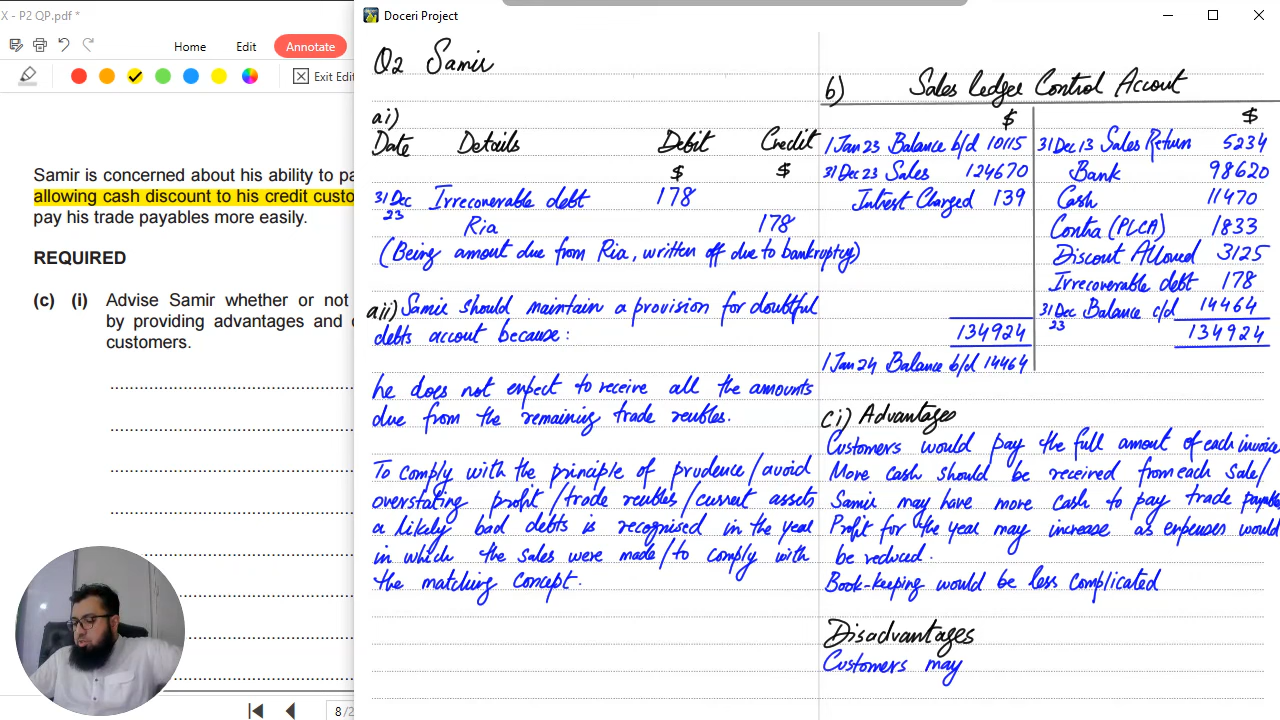 X - P2 QP.pdf *
Doceri Project
Home Edit Annotate
Exit Edi
Samir is concerned about his ability to pa
allowing cash discount to his credit custo
pay his trade payables more easily.
REQUIRED
(c) (i) Advise Samir whether or not
by providing advantages and
customers.
8/2
Q2 Samir
ai)
Date Details Debit Credit
$ $
31 Dec 23 Irrecoverable debt 178
Ria 178
(Being amount due from Ria, written off due to bankruptcy)
aii) Samir should maintain a provision for doubtful
debts account because:
he does not expect to receive all the amounts
due from the remaining trade reubles.
To comply with the principle of prudence/avoid
overstating profit/trade reubles/current assets
a likely bad debts is recognised in the year
in which the sales were made/to comply with
the matching concept.
b) Sales Ledger Control Accout
$ $
1 Jan 23 Balance b/d 10115 31 Dec 13 Sales Return 5234
31 Dec 23 Sales 124670 Bank 98620
Intrest Charged 139 Cash 11470
Contra (PLCA) 1833
Discout Allowed 3125
Irrecoverable debt 178
31 Dec 23 Balance c/d 14464
134924 134924
1 Jan 24 Balance b/d 14464
ci) Advantages
Customers would pay the full amount of each invoice
More cash should be received from each sale/
Samir may have more cash to pay trade payables
Profit for the year may increase as expenses would
be reduced.
Book-keeping would be less complicated
Disadvantages
Customers may